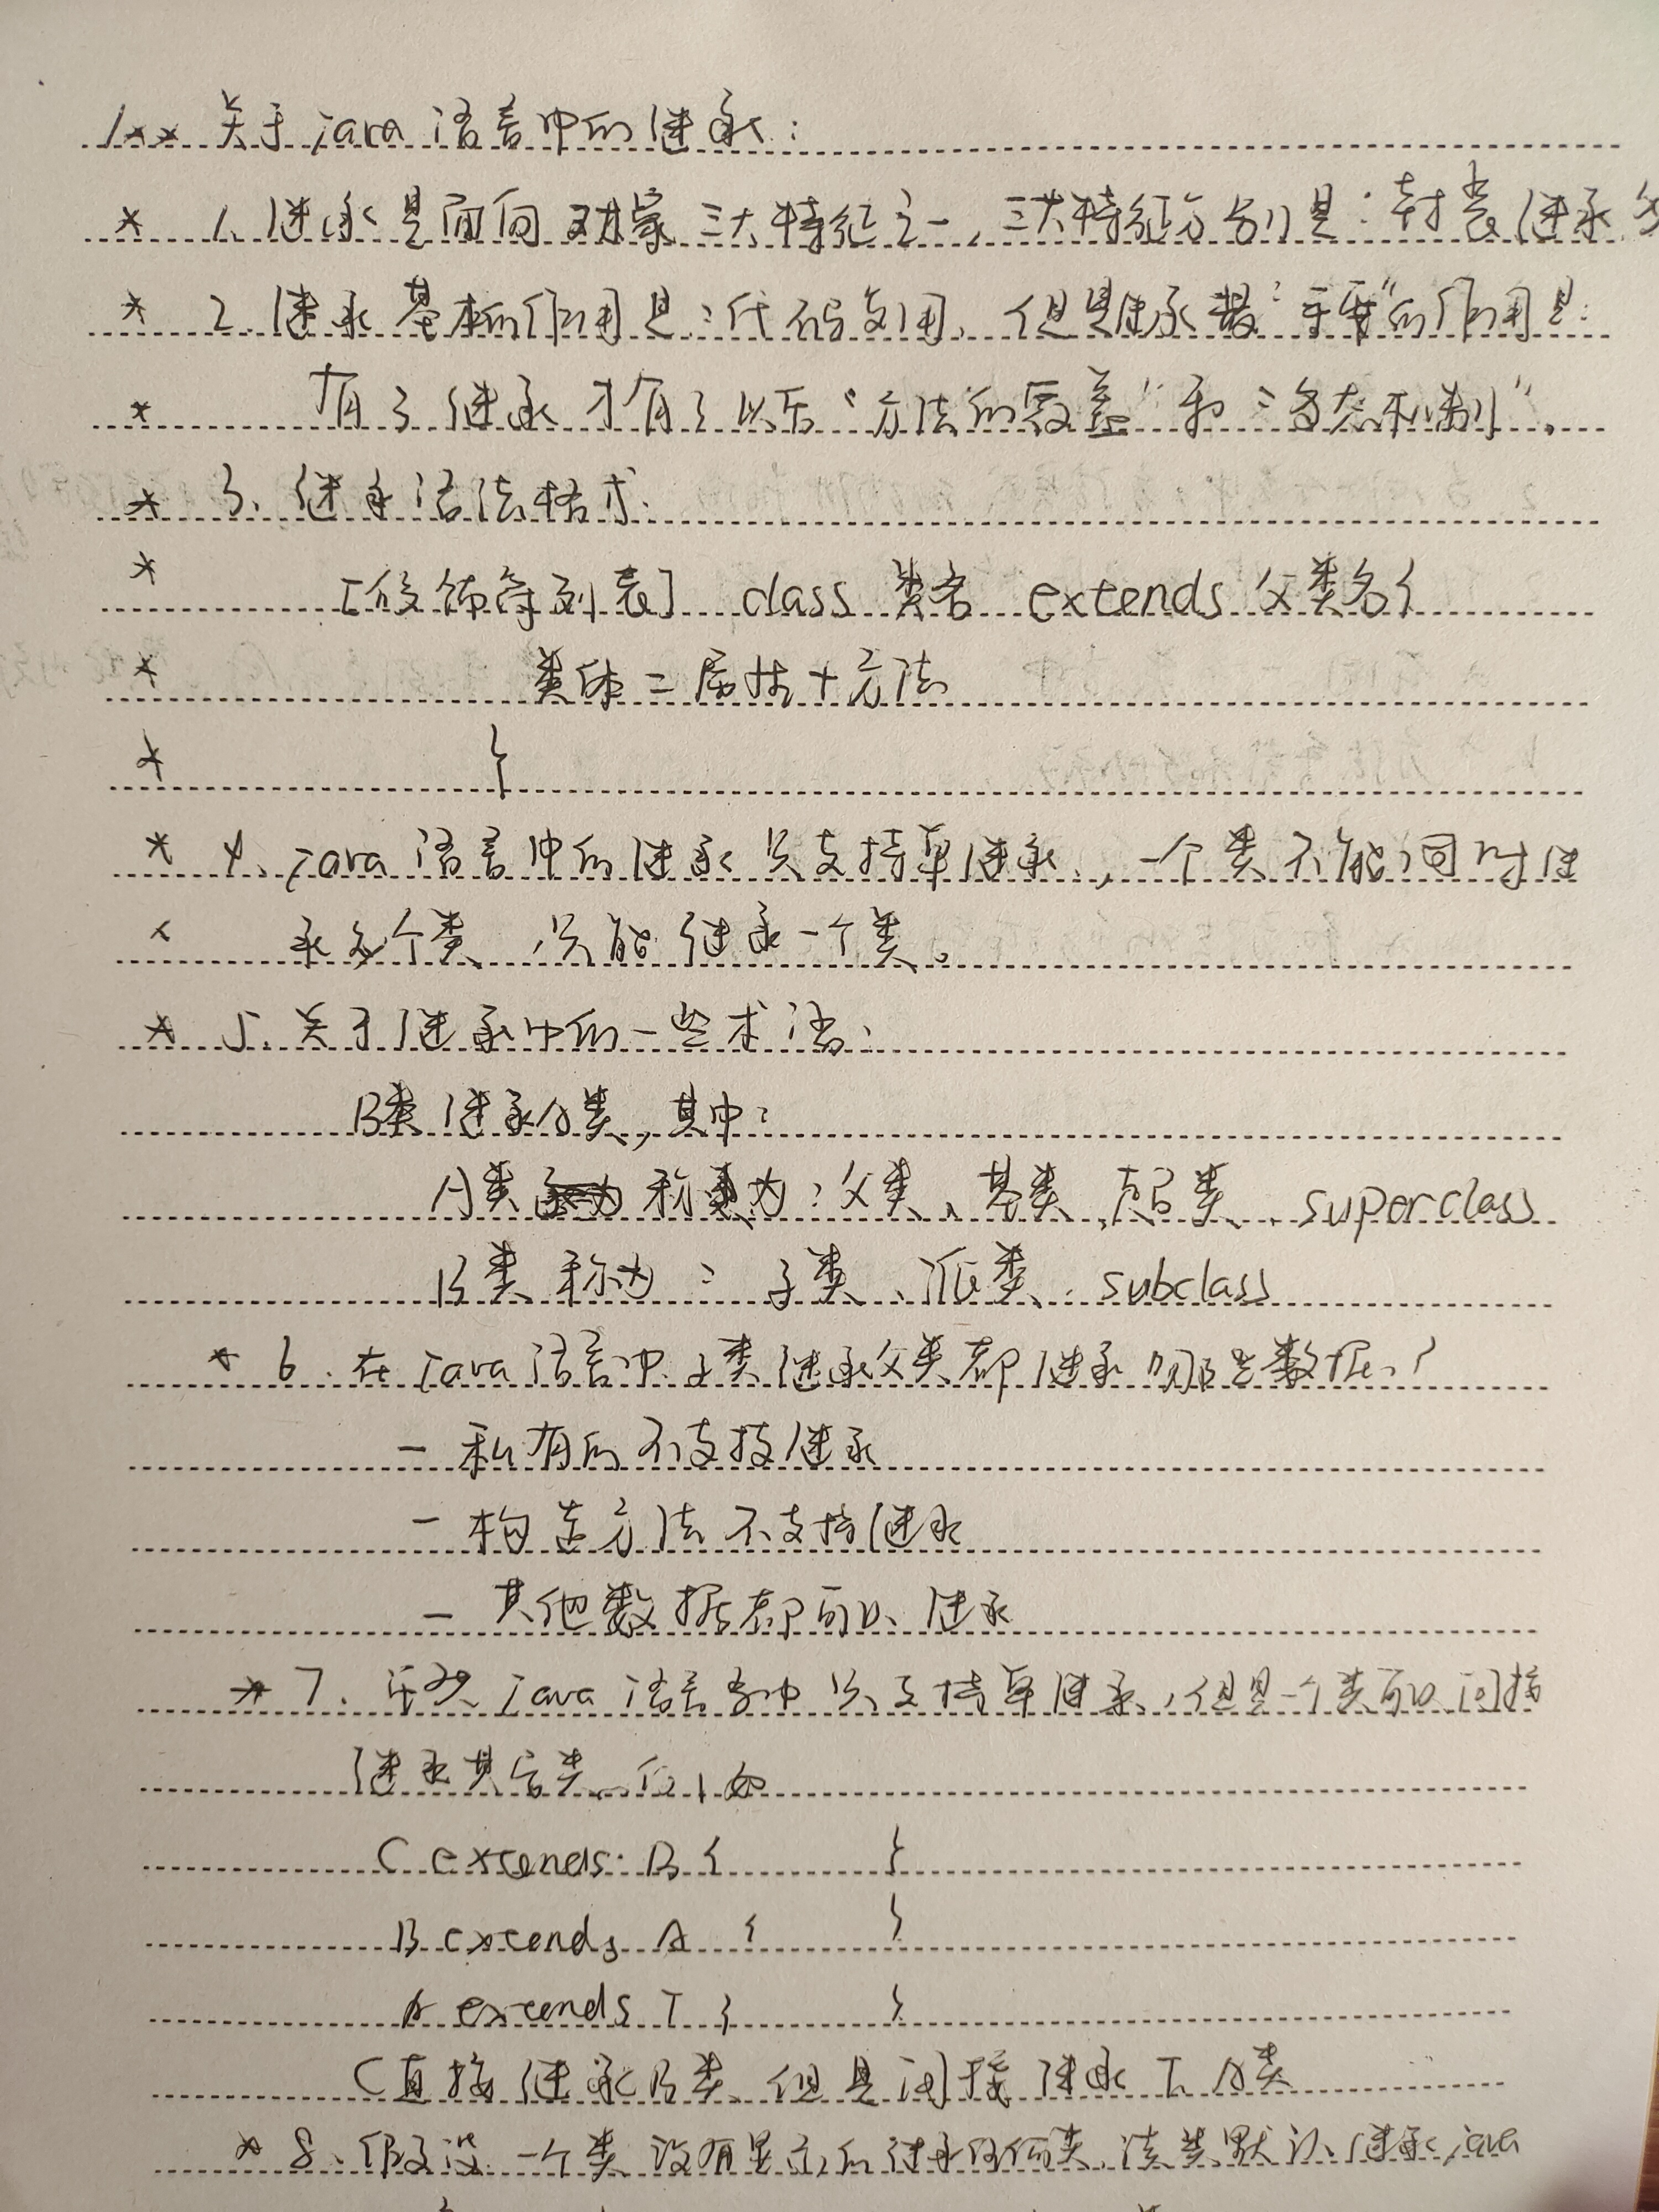 /** 关于java语言中的继承:
* 1、继承是面向对象三大特征之一,三大特征分别是:封装、继承、多
* 2、继承基本的作用是:代码复用,但是继承最"重要"的作用是:
* 有了继承才有了以后"方法的覆盖"和"多态机制"。
* 3、继承语法格式:
* [修饰符列表] class 类名 extends 父类名{
* 类体=属性+方法
* }
* 4、java语言中的继承只支持单继承,一个类不能同时继
* 承多个类,只能继承一个类。
* 5、关于继承中的一些术语:
B类继承A类,其中:
A类称为:父类、基类、超类、superclass
B类称为:子类、派类、subclass
* 6、在java语言中子类继承父类都继承哪些数据?
- 私有的不支持继承
- 构造方法不支持继承
- 其他数据都可以继承
* 7、虽然java语言当中只支持单继承,但是一个类可以间接
继承其它类,例如
C extends B { }
B extends A { }
A extends T { }
C直接继承B类,但是间接继承T、A类
* 8、假设一个类没有显示的继承任何类,该类默认继承java